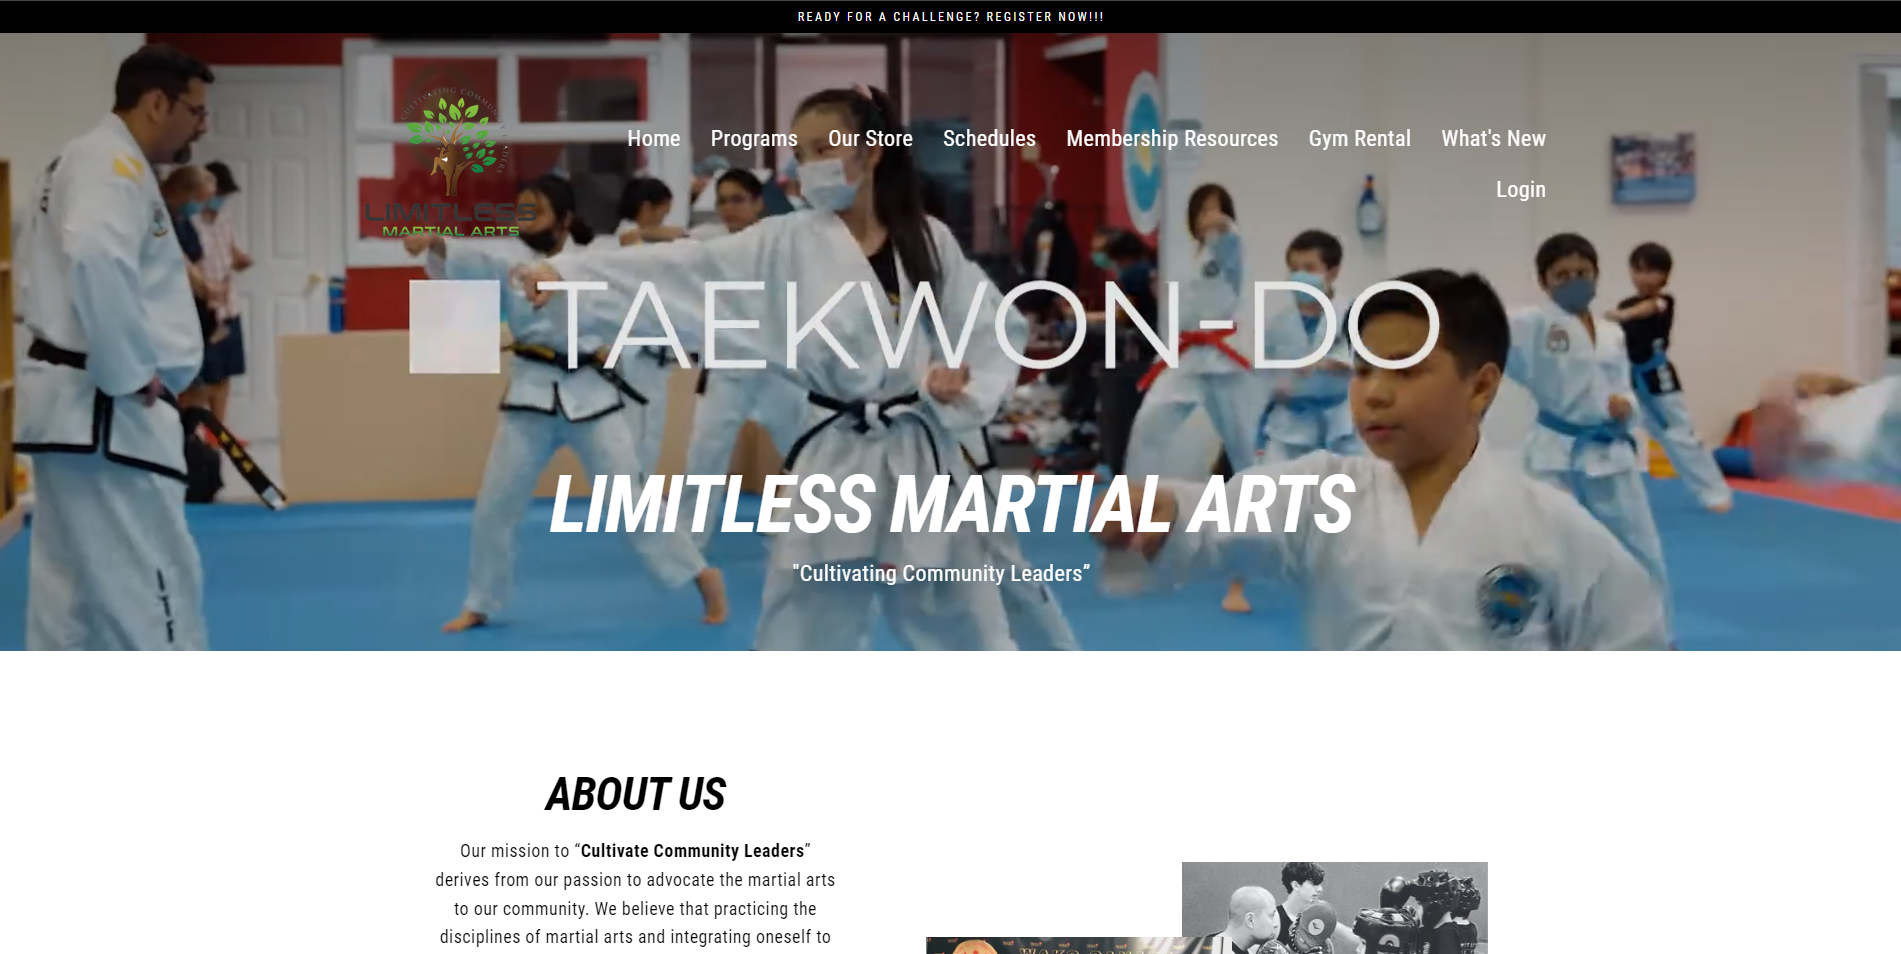 READY FOR A CHALLENGE? REGISTER NOW!!!
CULTIVATING COMMUNITY LEADERS
LIMITLESS
MARTIAL ARTS
Home Programs Our Store Schedules Membership Resources Gym Rental What's New
Login
TAEKWON-DO
LIMITLESS MARTIAL ARTS
"Cultivating Community Leaders”
ABOUT US
Our mission to “Cultivate Community Leaders”
derives from our passion to advocate the martial arts
to our community. We believe that practicing the
disciplines of martial arts and integrating oneself to